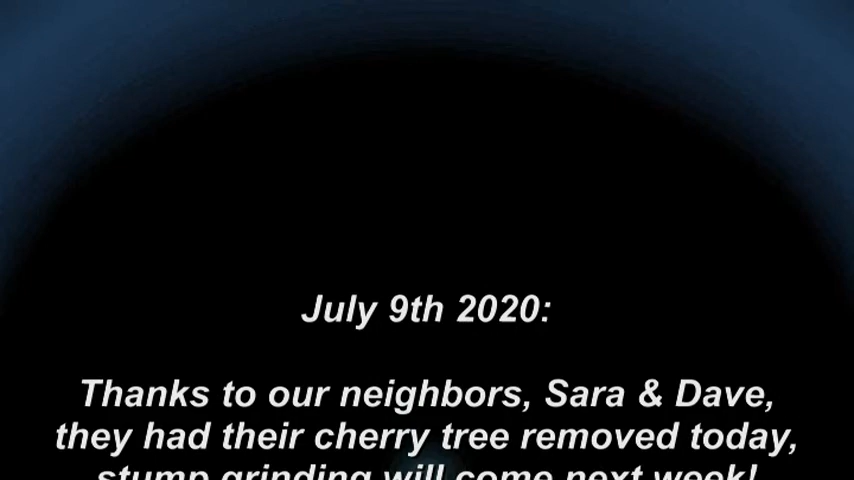 July 9th 2020:
Thanks to our neighbors, Sara & Dave,
they had their cherry tree removed today,
stump grinding will come next week!